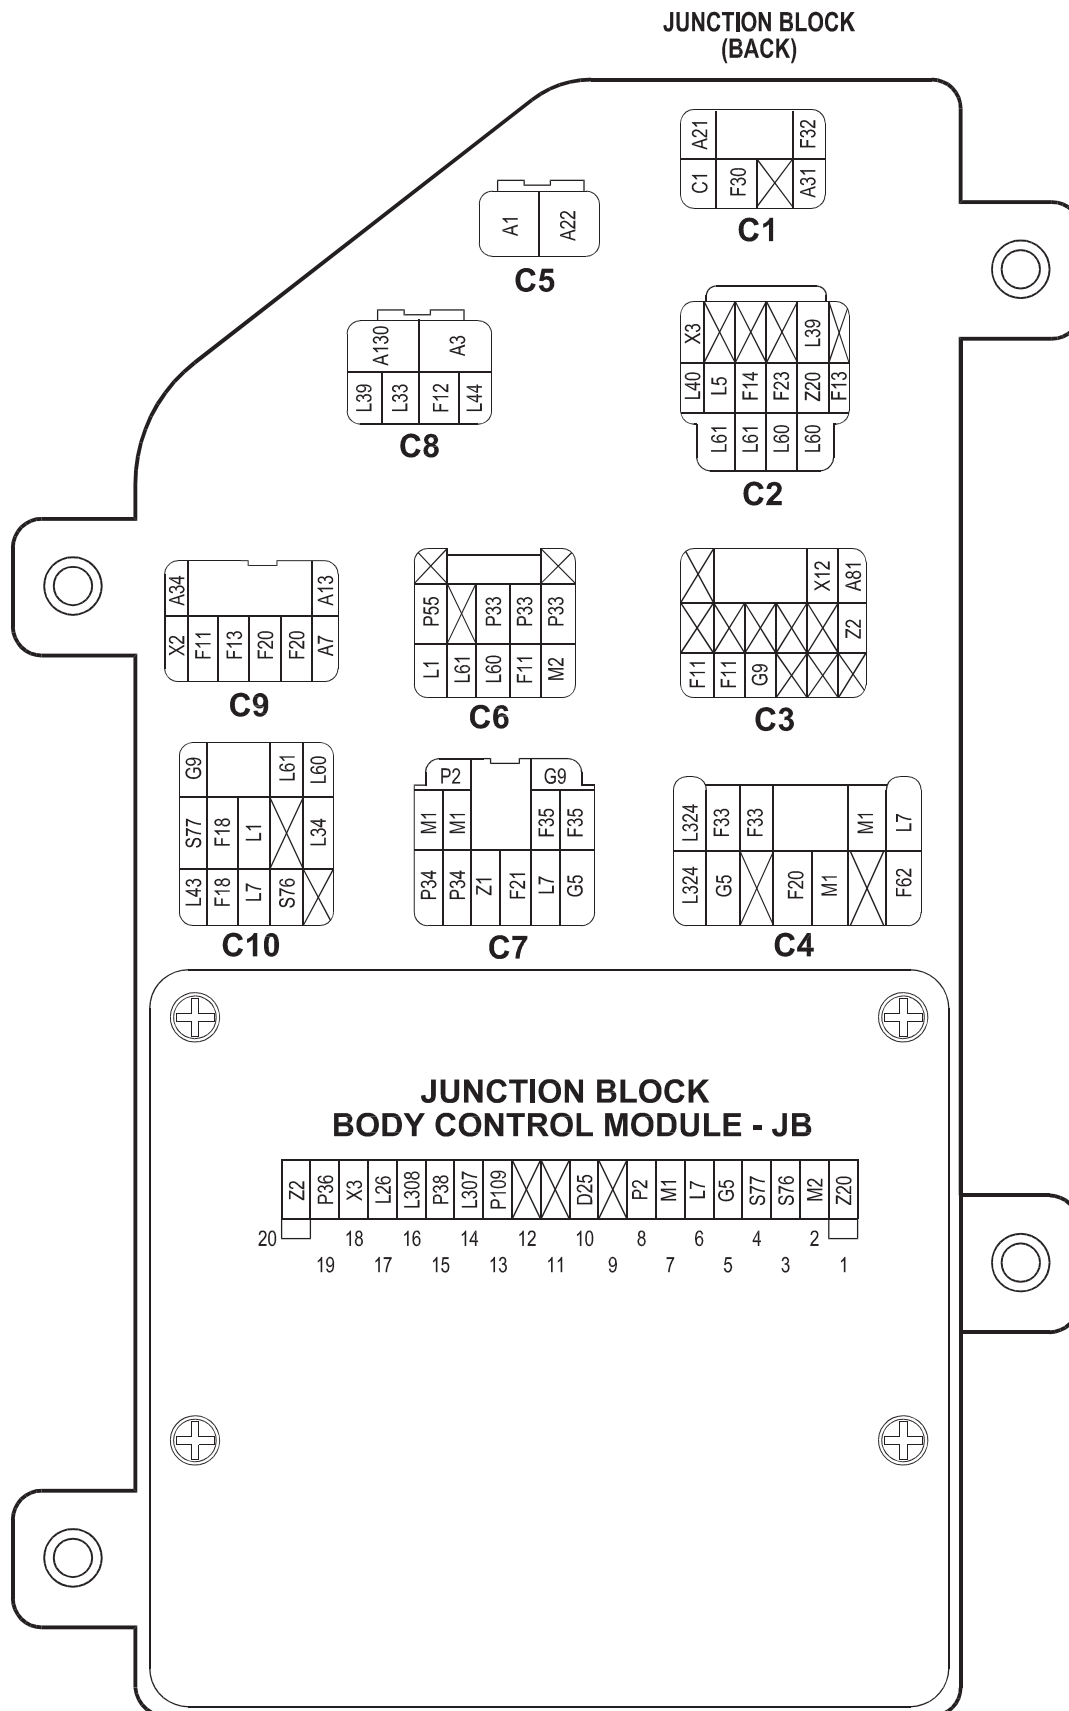 JUNCTION BLOCK
(BACK)
A21 F32
C1 F30 A31
C1
A1 A22
C5
X3 L39
L40 L5 F14 F23 Z20 F13
L61 L61 L60 L60
C2
A130 A3
L39 L33 F12 L44
C8
A34 A13
X2 F11 F13 F20 F20 A7
C9
P55 P33 P33 P33
L1 L61 L60 F11 M2
C6
X12 A81
Z2
F11 F11 G9
C3
G9 L61 L60
S77 F18 L1 L34
L43 F18 L7 S76
C10
P2 G9
M1 M1 F35 F35
P34 P34 Z1 F21 L7 G5
C7
L324 F33 F33 M1 L7
L324 G5 F20 M1 F62
C4
JUNCTION BLOCK
BODY CONTROL MODULE - JB
Z2 P36 X3 L26 L308 P38 L307 P109 D25 P2 M1 L7 G5 S77 S76 M2 Z20
20 18 16 14 12 10 8 6 4 2
19 17 15 13 11 9 7 5 3 1